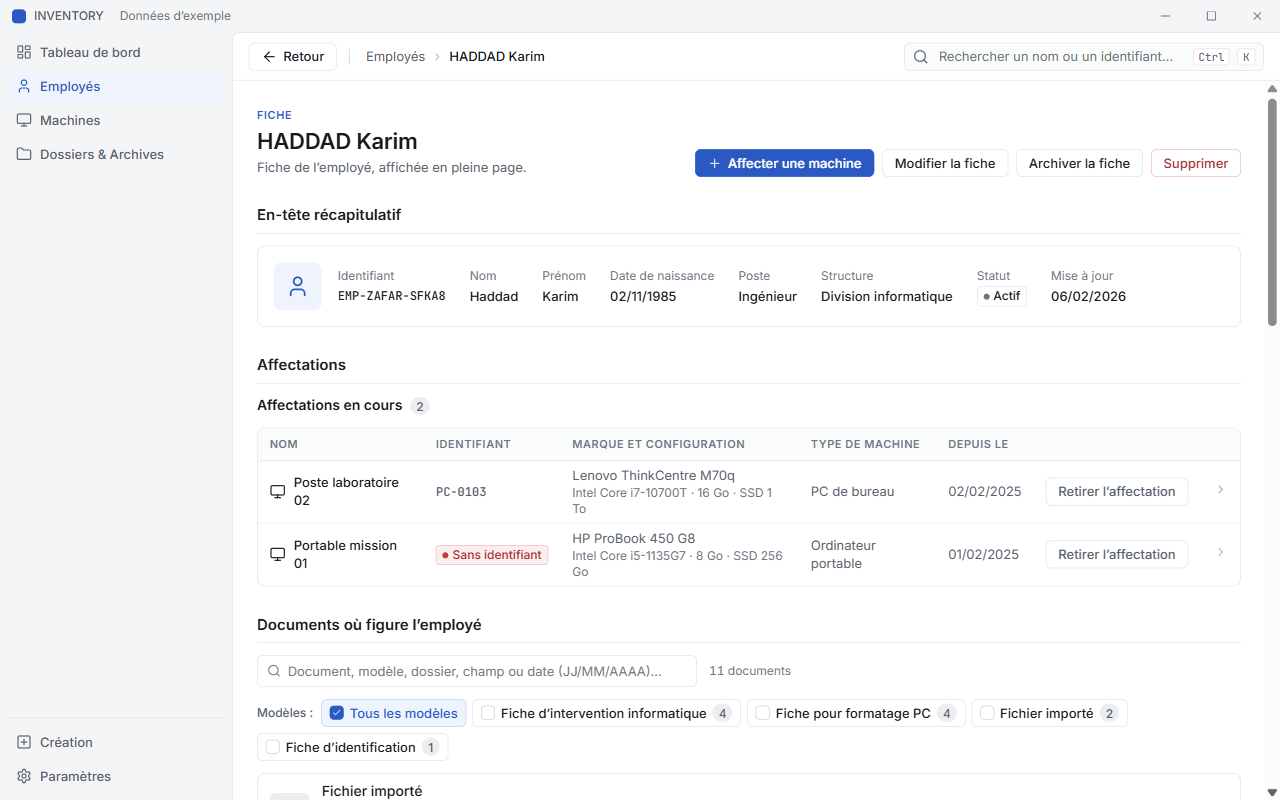 INVENTORY Données d’exemple
Tableau de bord
Employés
Machines
Dossiers & Archives
Création
Paramètres
Retour
Employés › HADDAD Karim
Rechercher un nom ou un identifiant… Ctrl K
FICHE
HADDAD Karim
Fiche de l’employé, affichée en pleine page.
Affecter une machine Modifier la fiche Archiver la fiche Supprimer
En-tête récapitulatif
Identifiant Nom Prénom Date de naissance Poste Structure Statut Mise à jour
EMP-ZAFAR-SFKA8 Haddad Karim 02/11/1985 Ingénieur Division informatique Actif 06/02/2026
Affectations
Affectations en cours 2
NOM IDENTIFIANT MARQUE ET CONFIGURATION TYPE DE MACHINE DEPUIS LE
Poste laboratoire
02
PC-0103
Lenovo ThinkCentre M70q
Intel Core i7-10700T · 16 Go · SSD 1
To
PC de bureau
02/02/2025
Retirer l’affectation
Portable mission
01
Sans identifiant
HP ProBook 450 G8
Intel Core i5-1135G7 · 8 Go · SSD 256
Go
Ordinateur
portable
01/02/2025
Retirer l’affectation
Documents où figure l’employé
Document, modèle, dossier, champ ou date (JJ/MM/AAAA)… 11 documents
Modèles : Tous les modèles Fiche d’intervention informatique 4 Fiche pour formatage PC 4 Fichier importé 2
Fiche d’identification 1
Fichier importé